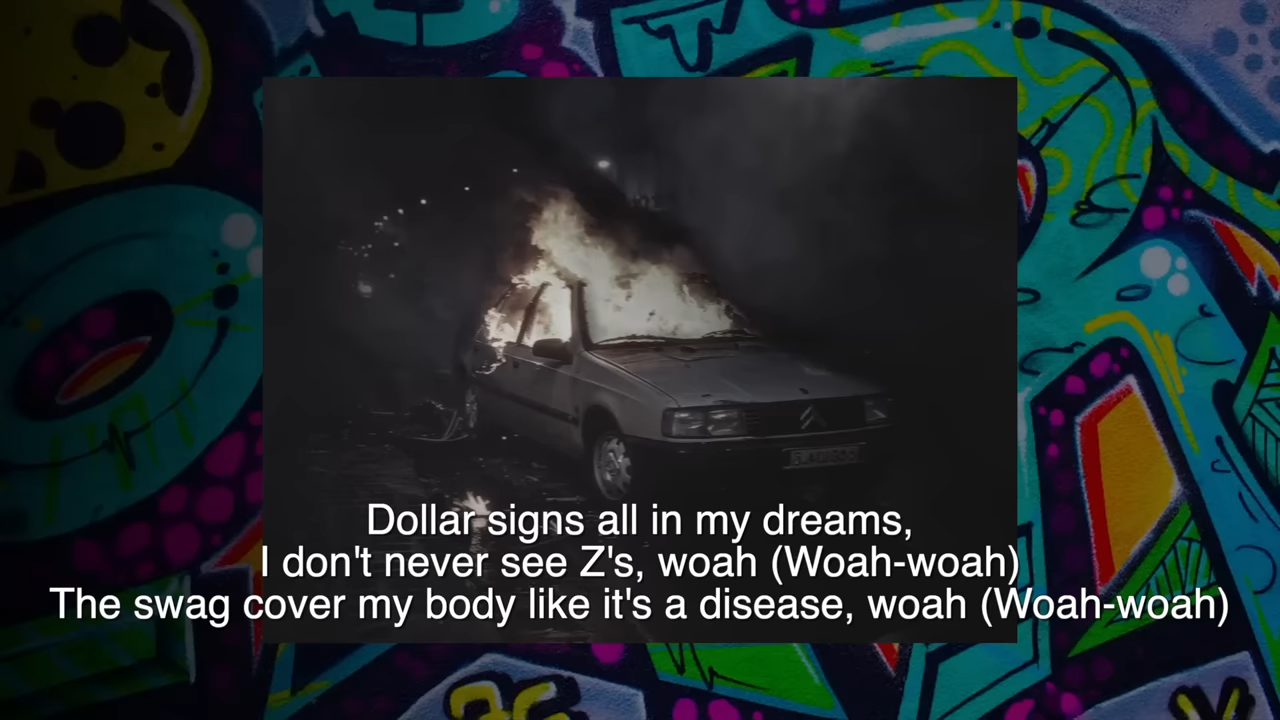 Dollar signs all in my dreams,
I don't never see Z's, woah (Woah-woah)
The swag cover my body like it's a disease, woah (Woah-woah)